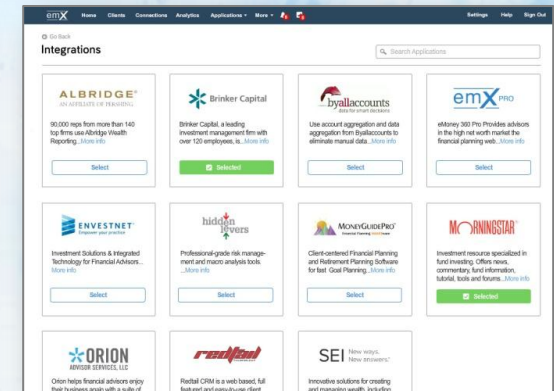 emX Home Clients Connections Analytics Applications More Settings Help Sign Out
Go Back
Integrations
Search Applications
ALBRIDGE
AN AFFILIATE OF PERSHING
90,000 reps from more than 140
top firms use Albridge Wealth
Reporting...More info
Select
Brinker Capital
Brinker Capital, a leading
investment management firm with
over 120 employees, is...More info
Selected
byallaccounts
data for smart decisions
Use account aggregation and data
aggregation from Byallaccounts to
eliminate manual data...More info
Select
emX PRO
eMoney 360 Pro Provides advisors
in the high net worth market the
financial planning web...More info
Select
ENVESTNET
Empower your practice
Investment Solutions & Integrated
Technology for Financial Advisors...
More info
Select
hidden
levers
Professional-grade risk manage-
ment and macro analysis tools.
...More info
Select
MONEYGUIDEPRO
Client-centered Financial Planning
and Retirement Planning Software
for fast Goal Planning...More info
Select
MORNINGSTAR
Investment resource specialized in
fund investing. Offers news,
commentary, fund information,
tutorial, tools and forums...More info
Selected
ORION
ADVISOR SERVICES, LLC
Orion helps financial advisors enjoy
their business again with a suite of
redtail
Redtail CRM is a web based, full
featured and easy-to-use client
SEI New ways.
New answers.
Innovative solutions for creating
and managing wealth, including